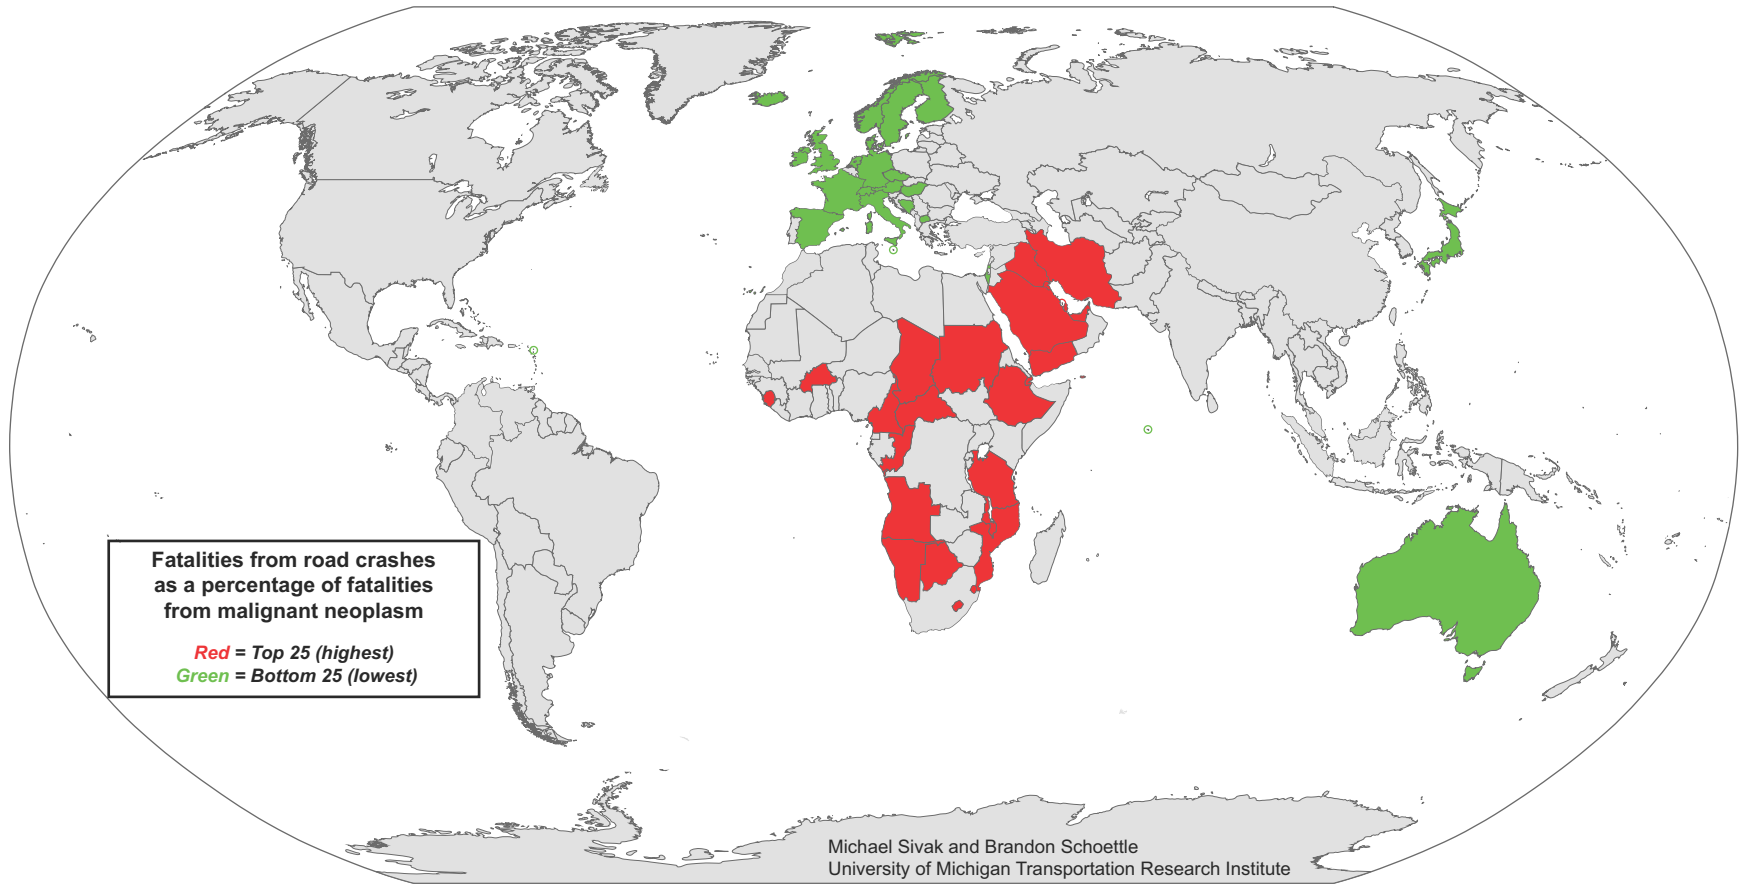 Fatalities from road crashes
as a percentage of fatalities
from malignant neoplasm
Red = Top 25 (highest)
Green = Bottom 25 (lowest)
Michael Sivak and Brandon Schoettle
University of Michigan Transportation Research Institute